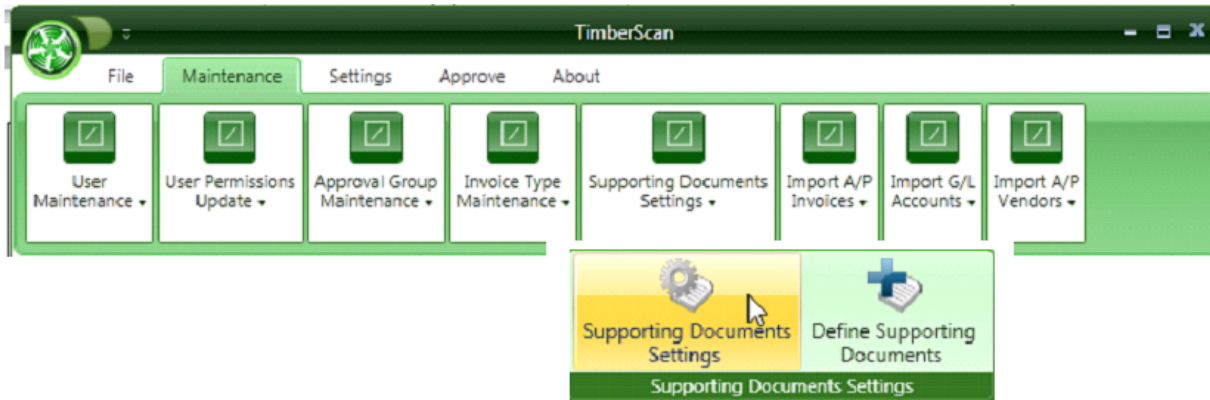 TimberScan
File Maintenance Settings Approve About
User Maintenance
User Permissions Update
Approval Group Maintenance
Invoice Type Maintenance
Supporting Documents Settings
Import A/P Invoices
Import G/L Accounts
Import A/P Vendors
Supporting Documents Settings
Define Supporting Documents
Supporting Documents Settings